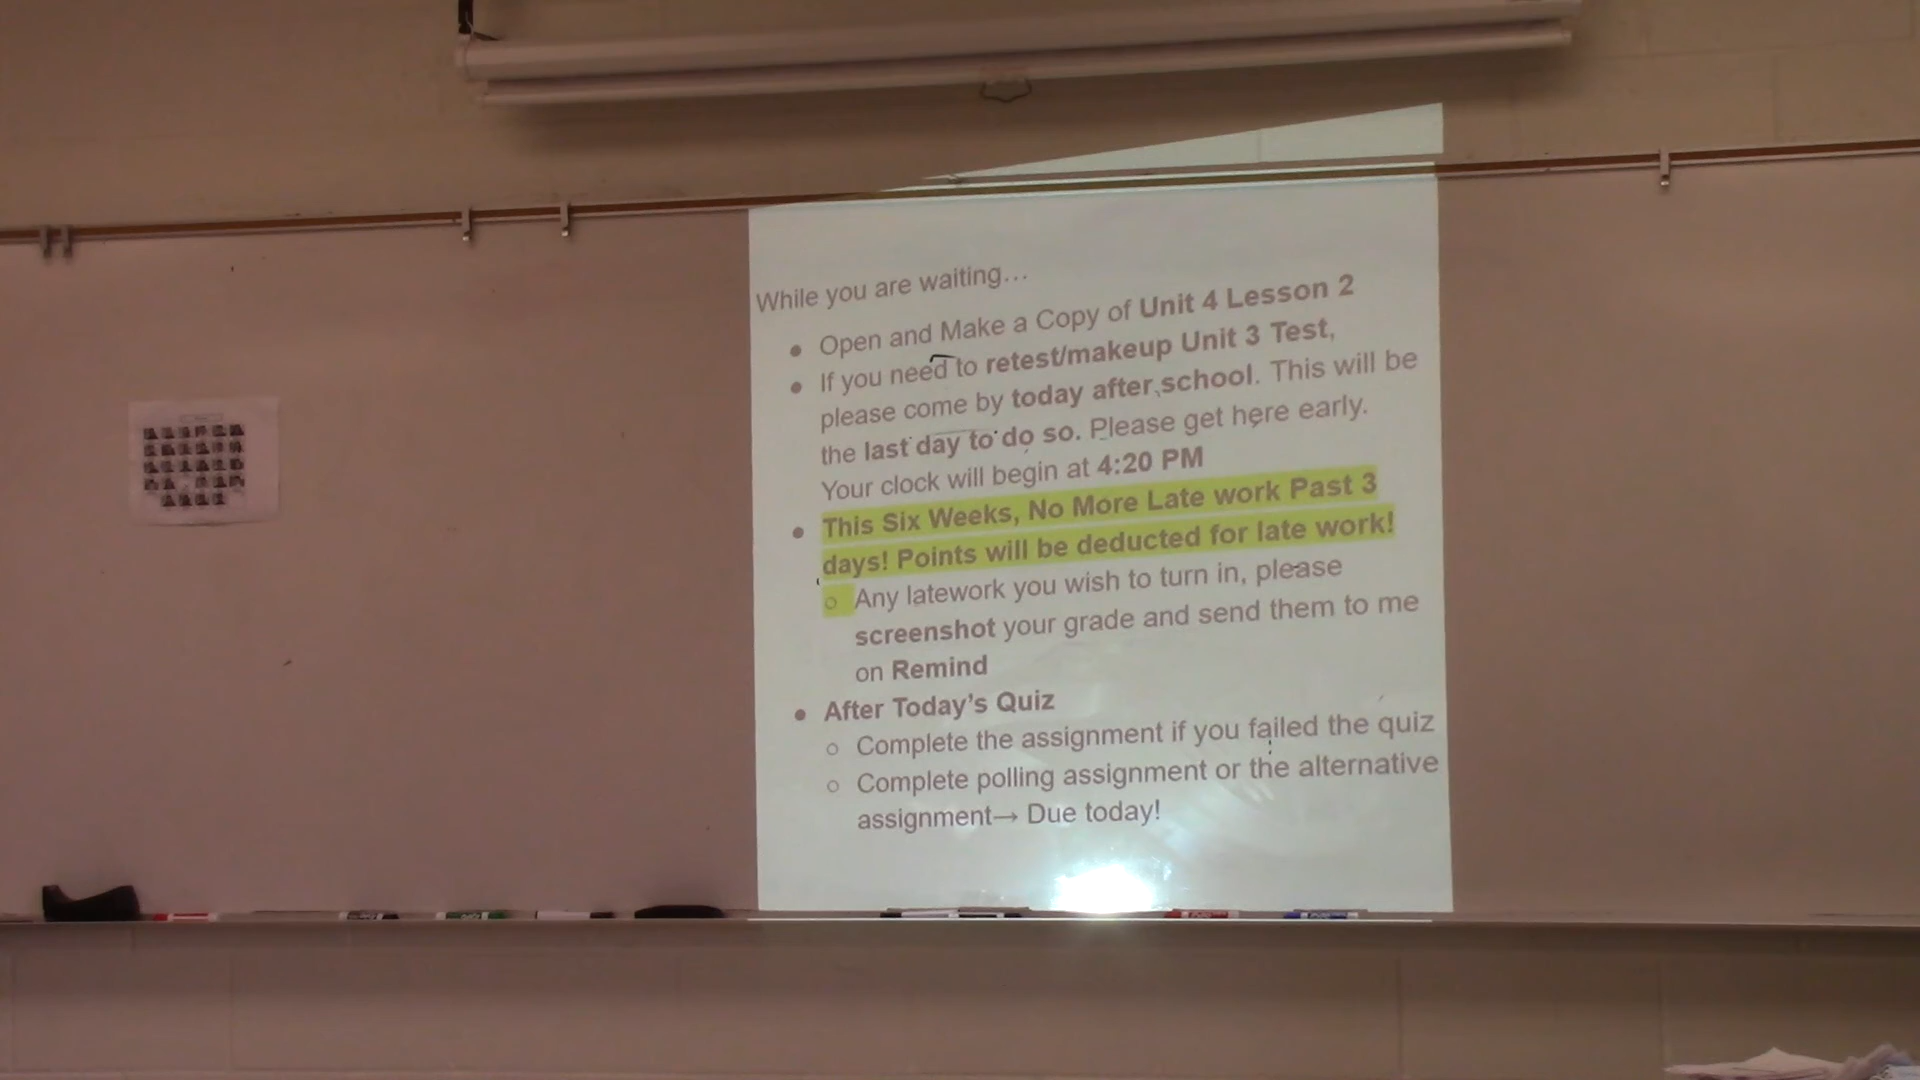 While you are waiting…
● Open and Make a Copy of Unit 4 Lesson 2
● If you need to retest/makeup Unit 3 Test,
please come by today after school. This will be
the last day to do so. Please get here early.
Your clock will begin at 4:20 PM
● This Six Weeks, No More Late work Past 3
days! Points will be deducted for late work!
○ Any latework you wish to turn in, please
screenshot your grade and send them to me
on Remind
● After Today's Quiz
○ Complete the assignment if you failed the quiz
○ Complete polling assignment or the alternative
assignment→ Due today!